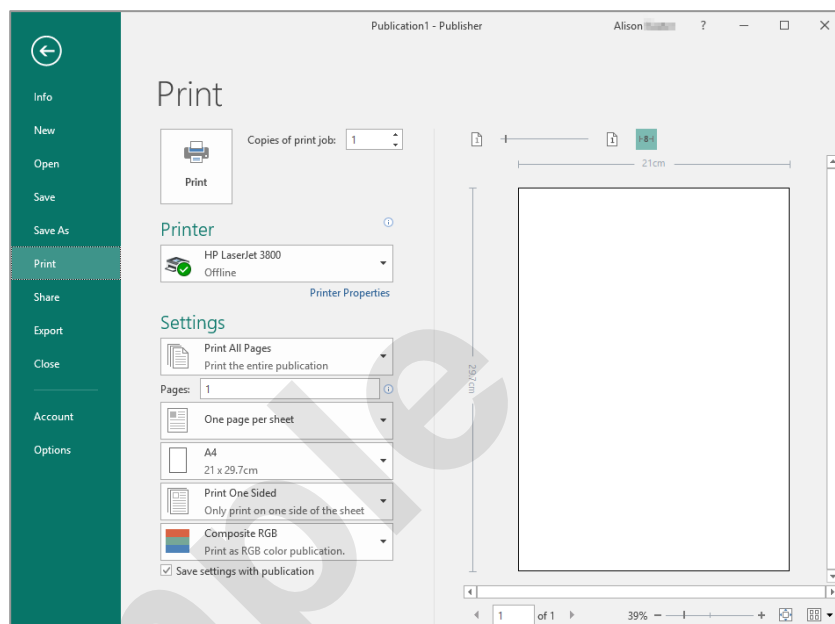 Publication1 - Publisher
Alison
?
Info
New
Open
Save
Save As
Print
Share
Export
Close
Account
Options
Print
Print
Copies of print job: 1
Printer
HP LaserJet 3800
Offline
Printer Properties
Settings
Print All Pages
Print the entire publication
Pages: 1
One page per sheet
A4
21 x 29.7cm
Print One Sided
Only print on one side of the sheet
Composite RGB
Print as RGB color publication.
Save settings with publication
1
1
21cm
29.7cm
1 of 1
39%
mple